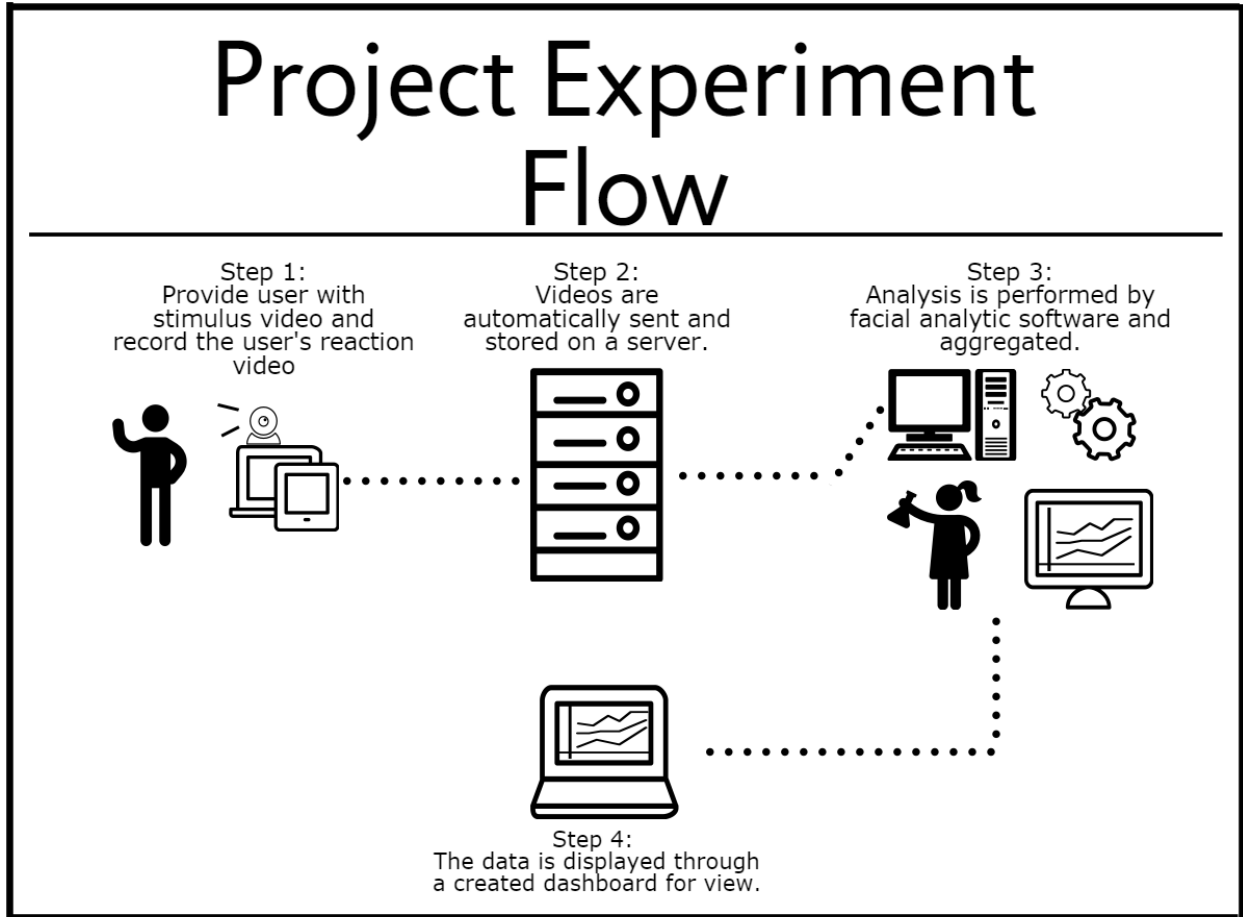 Project Experiment
Flow
Step 1:
Provide user with
stimulus video and
record the user's reaction
video
Step 2:
Videos are
automatically sent and
stored on a server.
Step 3:
Analysis is performed by
facial analytic software and
aggregated.
Step 4:
The data is displayed through
a created dashboard for view.